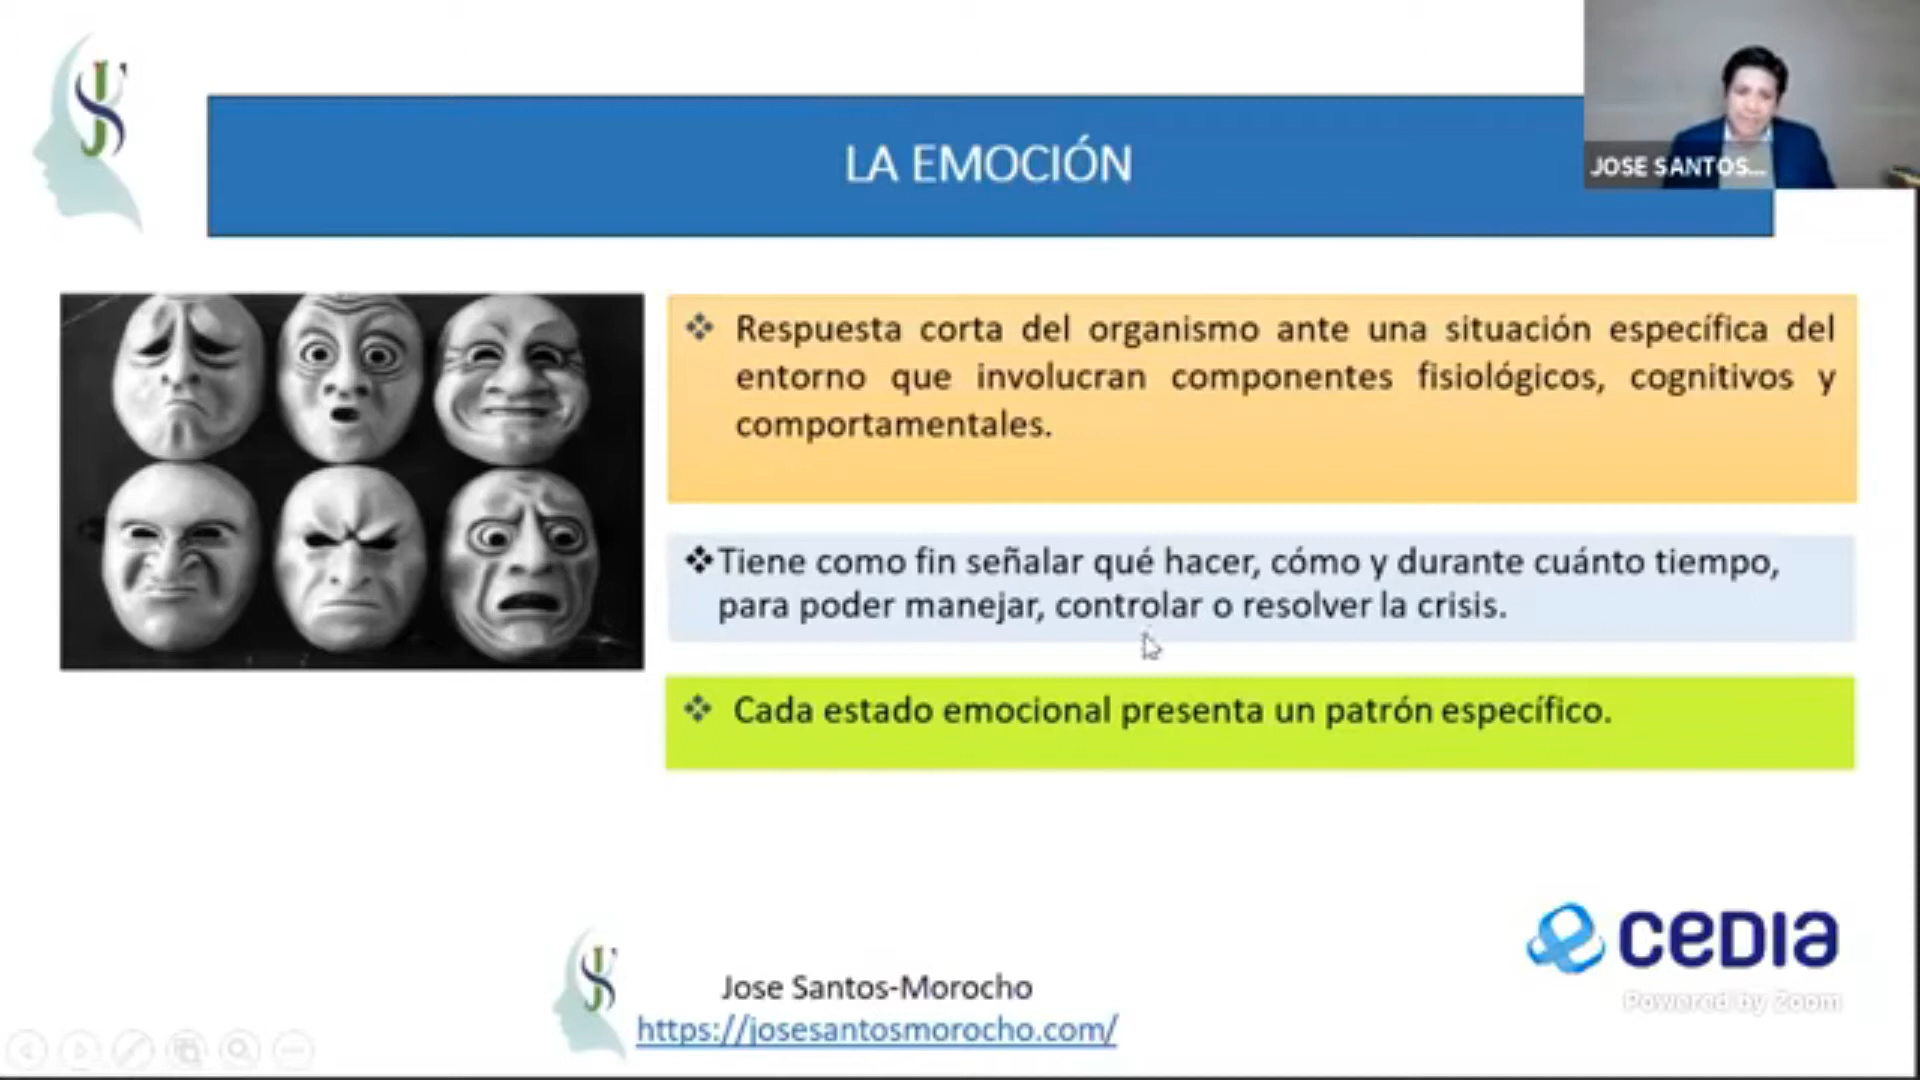 JS
LA EMOCIÓN
JOSE SANTOS...
❖ Respuesta corta del organismo ante una situación específica del
entorno que involucran componentes fisiológicos, cognitivos y
comportamentales.
❖Tiene como fin señalar qué hacer, cómo y durante cuánto tiempo,
para poder manejar, controlar o resolver la crisis.
❖ Cada estado emocional presenta un patrón específico.
JS
Jose Santos-Morocho
https://josesantosmorocho.com/
CEDIA
Powered by Zoom